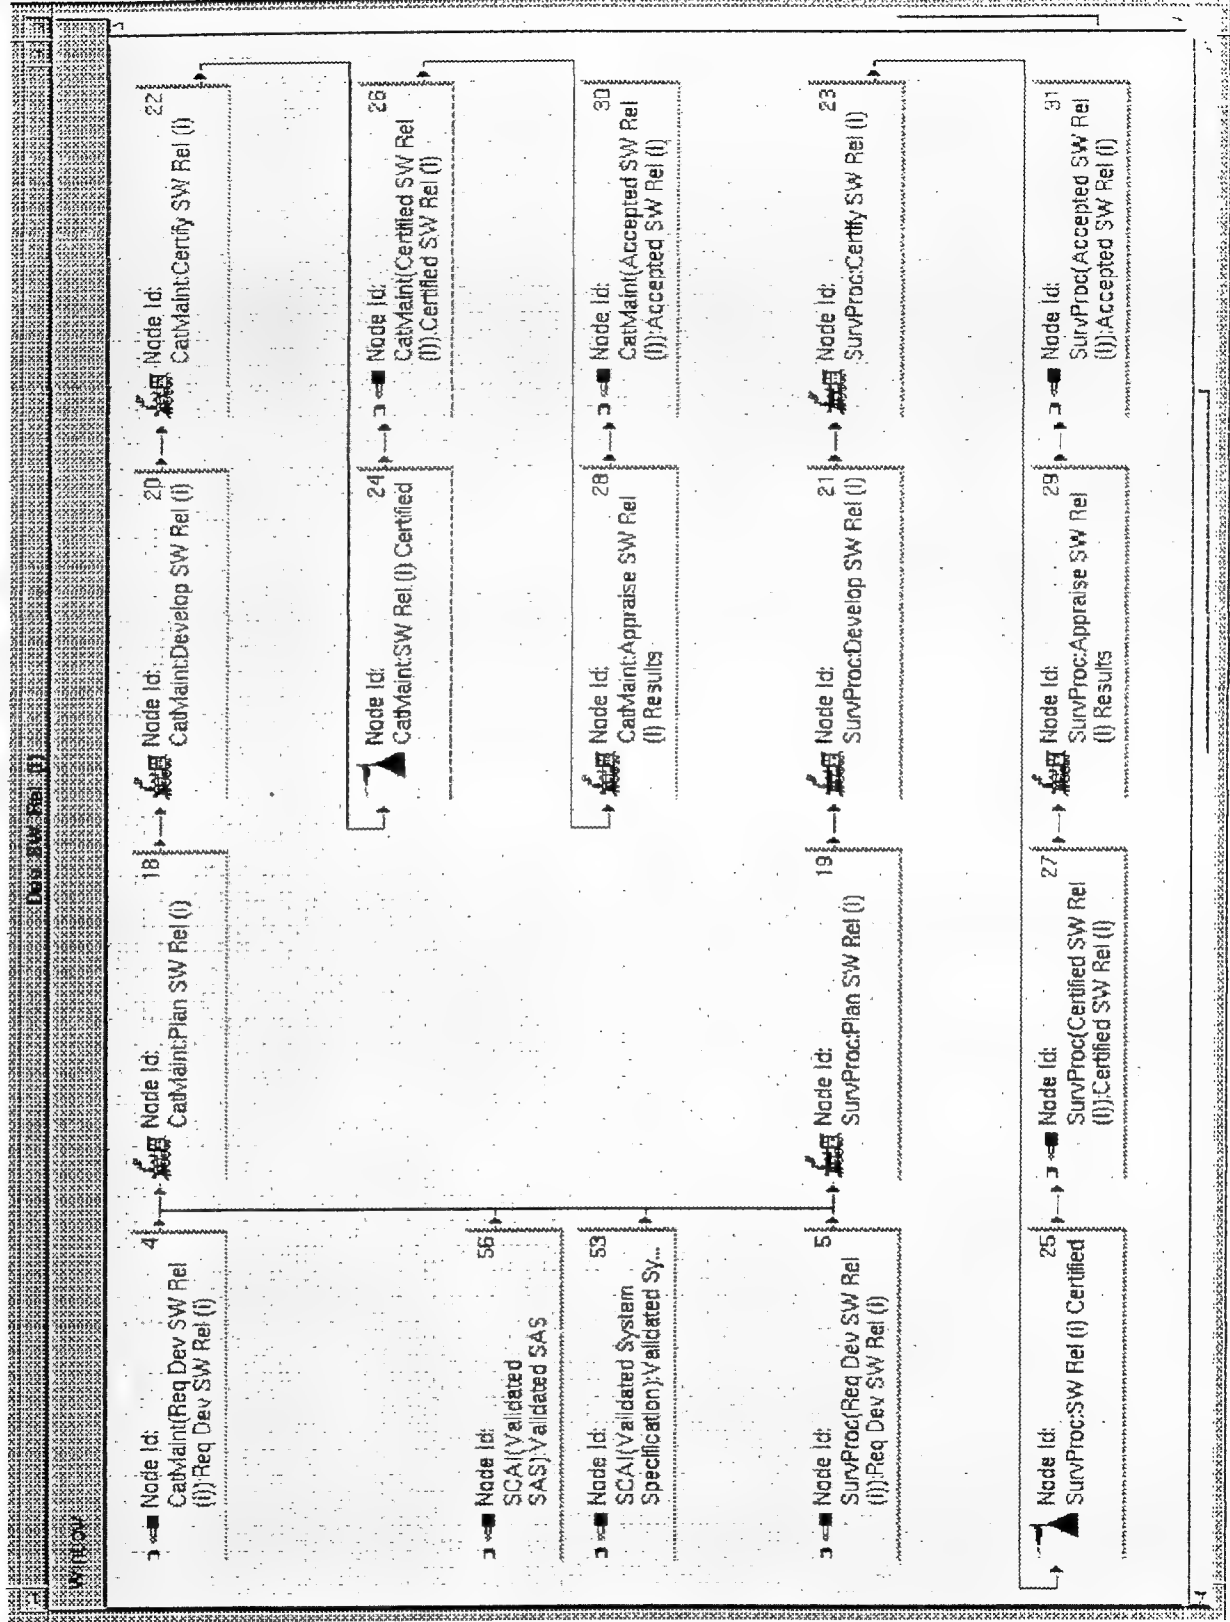 Dev SW Rel (i)
Window
4
Node Id:
CatMaint(Req Dev SW Rel
(i)):Req Dev SW Rel (i)
18
Node Id:
CatMaint:Plan SW Rel (i)
20
Node Id:
CatMaint:Develop SW Rel (i)
22
Node Id:
CatMaint:Certify SW Rel (i)
24
Node Id:
CatMaint:SW Rel (i) Certified
26
Node Id:
CatMaint(Certified SW Rel
(i)):Certified SW Rel (i)
56
Node Id:
SCAI(Validated
SAS):Validated SAS
53
Node Id:
SCAI(Validated System
Specification):Validated Sy...
28
Node Id:
CatMaint:Appraise SW Rel
(i) Results
30
Node Id:
CatMaint(Accepted SW Rel
(i)):Accepted SW Rel (i)
5
Node Id:
SurvProc(Req Dev SW Rel
(i)):Req Dev SW Rel (i)
19
Node Id:
SurvProc:Plan SW Rel (i)
21
Node Id:
SurvProc:Develop SW Rel (i)
23
Node Id:
SurvProc:Certify SW Rel (i)
25
Node Id:
SurvProc:SW Rel (i) Certified
27
Node Id:
SurvProc(Certified SW Rel
(i)):Certified SW Rel (i)
29
Node Id:
SurvProc:Appraise SW Rel
(i) Results
31
Node Id:
SurvProc(Accepted SW Rel
(i)):Accepted SW Rel (i)